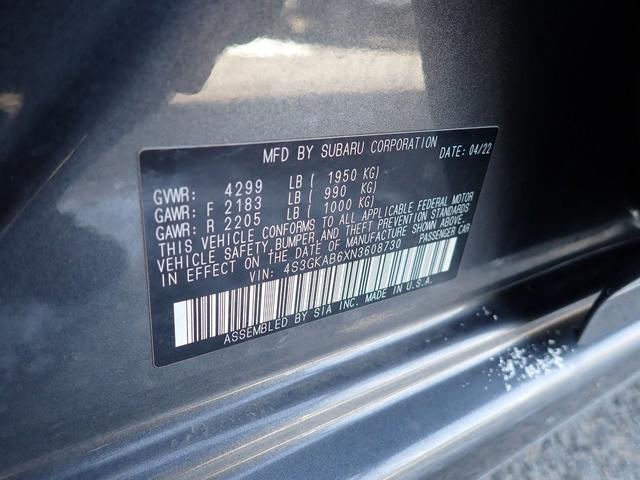 MFD BY SUBARU CORPORATION DATE: 04/22
GVWR: 4299 LB ( 1950 KG)
GAWR: F 2183 LB ( 990 KG)
GAWR: R 2205 LB ( 1000 KG)
THIS VEHICLE CONFORMS TO ALL APPLICABLE FEDERAL MOTOR
VEHICLE SAFETY, BUMPER, AND THEFT PREVENTION STANDARDS
IN EFFECT ON THE DATE OF MANUFACTURE SHOWN ABOVE.
VIN: 4S3GKAB6XN3608730 PASSENGER CAR
ASSEMBLED BY SIA INC. MADE IN U.S.A.